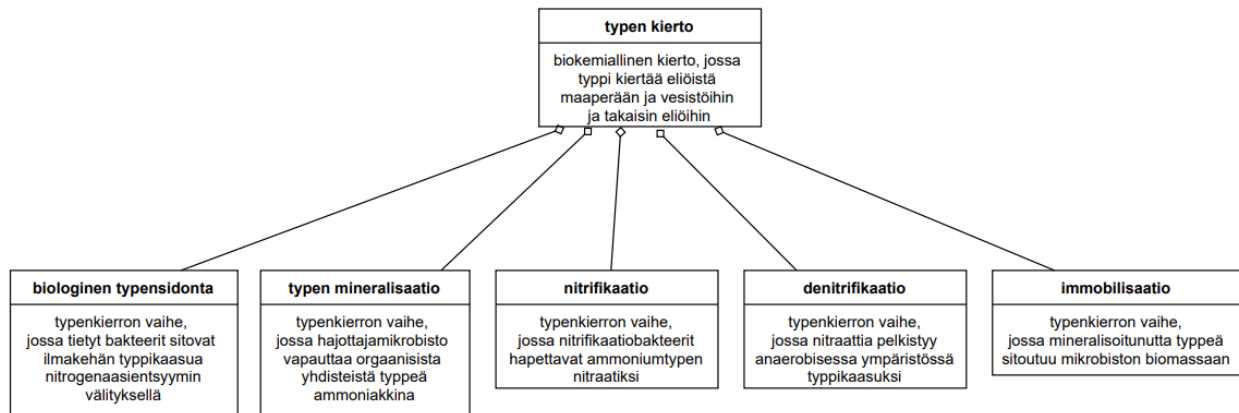 typen kierto
biokemiallinen kierto, jossa
typpi kiertää eliöistä
maaperään ja vesistöihin
ja takaisin eliöihin
biologinen typensidonta
typenkierron vaihe,
jossa tietyt bakteerit sitovat
ilmakehän typpikaasua
nitrogenaasientsyymin
välityksellä
typen mineralisaatio
typenkierron vaihe,
jossa hajottajamikrobisto
vapauttaa orgaanisista
yhdisteistä typpeä
ammoniakkina
nitrifikaatio
typenkierron vaihe,
jossa nitrifikaatiobakteerit
hapettavat ammoniumtypen
nitraatiksi
denitrifikaatio
typenkierron vaihe,
jossa nitraattia pelkistyy
anaerobisessa ympäristössä
typpikaasuksi
immobilisaatio
typenkierron vaihe,
jossa mineralisoitunutta typpeä
sitoutuu mikrobiston biomassaan